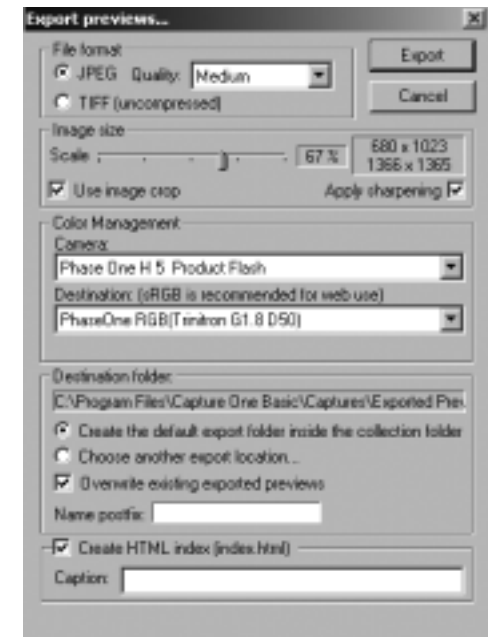 Export previews...
File format
JPEG Quality: Medium
Export
TIFF (uncompressed)
Cancel
Image size
Scale 67 % 680 x 1023
1366 x 1365
Use image crop Apply sharpening
Color Management
Camera:
Phase One H 5 Product Flash
Destination: (sRGB is recommended for web use)
PhaseOne RGB(Trinitron G1.8 D50)
Destination folder:
C:\Program Files\Capture One Basic\Captures\Exported Prev
Create the default export folder inside the collection folder
Choose another export location...
Overwrite existing exported previews
Name postfix:
Create HTML index (index.html)
Caption: